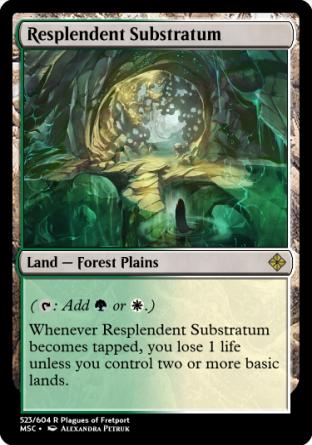 Resplendent Substratum
Land — Forest Plains
( : Add or .)
Whenever Resplendent Substratum
becomes tapped, you lose 1 life
unless you control two or more basic
lands.
523/604 R Plagues of Fretport
MSC • Alexandra Petruk